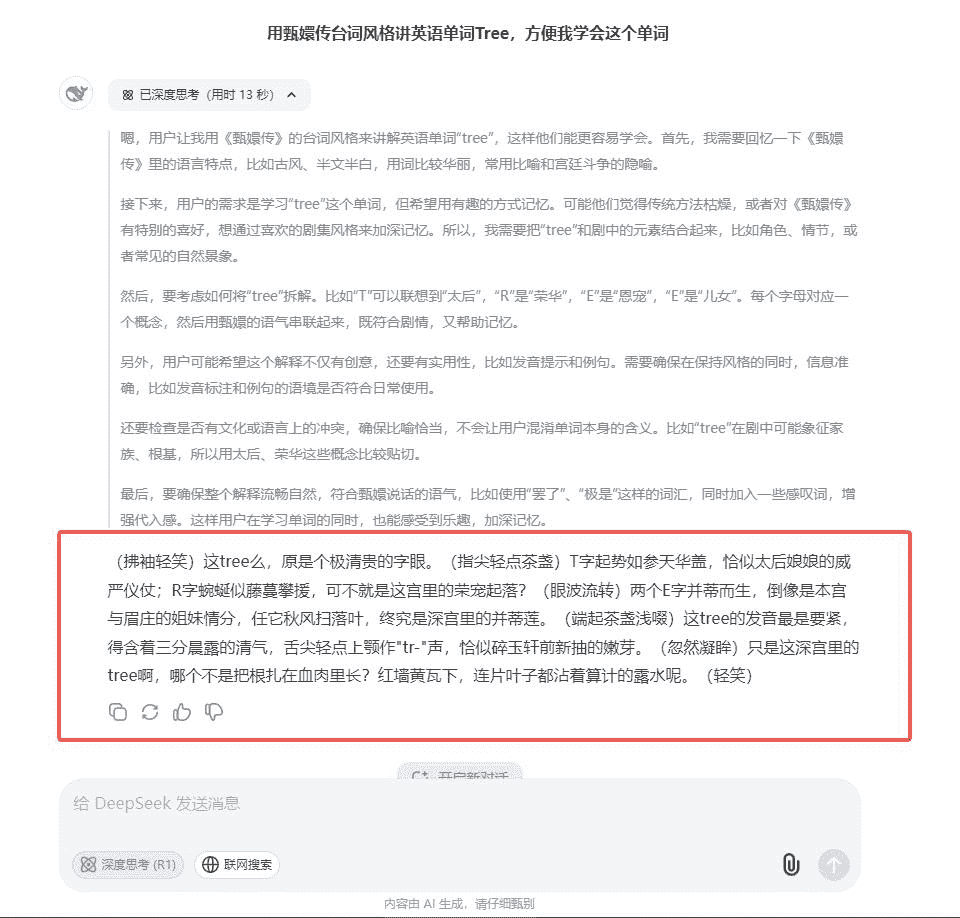 用甄嬛传台词风格讲英语单词Tree，方便我学会这个单词
已深度思考（用时 13 秒）
嗯，用户让我用《甄嬛传》的台词风格来讲解英语单词“tree”，这样他们能更容易学会。首先，我需要回忆一下《甄嬛
传》里的语言特点，比如古风、半文半白，用词比较华丽，常用比喻和宫廷斗争的隐喻。
接下来，用户的需求是学习“tree”这个单词，但希望用有趣的方式记忆。可能他们觉得传统方法枯燥，或者对《甄嬛传》
有特别的喜好，想通过喜欢的剧集风格来加深记忆。所以，我需要把“tree”和剧中的元素结合起来，比如角色、情节，或
者常见的自然景象。
然后，要考虑如何将“tree”拆解。比如“T”可以联想到“太后”，“R”是“荣华”，“E”是“恩宠”，“E”是“儿女”。每个字母对应一
个概念，然后用甄嬛的语气串联起来，既符合剧情，又帮助记忆。
另外，用户可能希望这个解释不仅有创意，还要有实用性，比如发音提示和例句。需要确保在保持风格的同时，信息准
确，比如发音标注和例句的语境是否符合日常使用。
还要检查是否有文化或语言上的冲突，确保比喻恰当，不会让用户混淆单词本身的含义。比如“tree”在剧中可能象征家
族、根基，所以用太后、荣华这些概念比较贴切。
最后，要确保整个解释流畅自然，符合甄嬛说话的语气，比如使用“罢了”、“极是”这样的词汇，同时加入一些感叹词，增
强代入感。这样用户在学习单词的同时，也能感受到乐趣，加深记忆。
（拂袖轻笑）这tree么，原是个极清贵的字眼。（指尖轻点茶盏）T字起势如参天华盖，恰似太后娘娘的威
严仪仗；R字蜿蜒似藤蔓攀援，可不就是这宫里的荣宠起落？（眼波流转）两个E字并蒂而生，倒像是本宫
与眉庄的姐妹情分，任它秋风扫落叶，终究是深宫里的并蒂莲。（端起茶盏浅啜）这tree的发音最是要紧，
得含着三分晨露的清气，舌尖轻点上颚作"tr-"声，恰似碎玉轩前新抽的嫩芽。（忽然凝眸）只是这深宫里的
tree啊，哪个不是把根扎在血肉里长？红墙黄瓦下，连片叶子都沾着算计的露水呢。（轻笑）
开启新对话
给 DeepSeek 发送消息
深度思考 (R1)
联网搜索
内容由 AI 生成，请仔细甄别